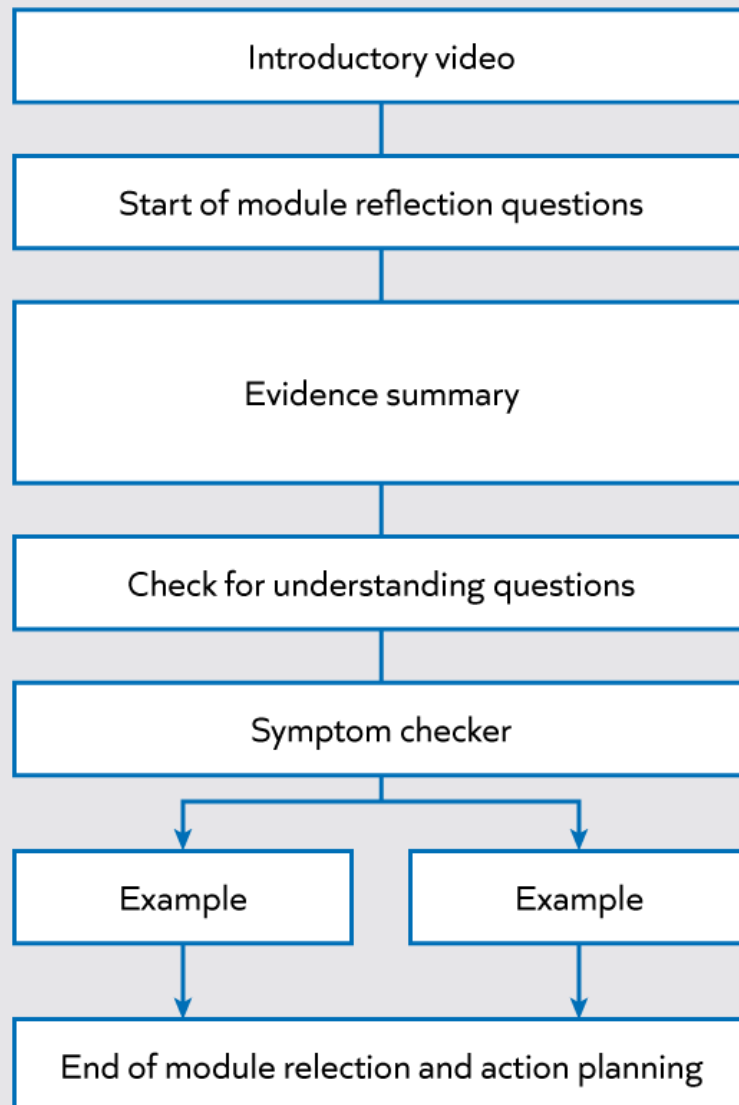 Introductory video
Start of module reflection questions
Evidence summary
Check for understanding questions
Symptom checker
Example
Example
End of module relection and action planning